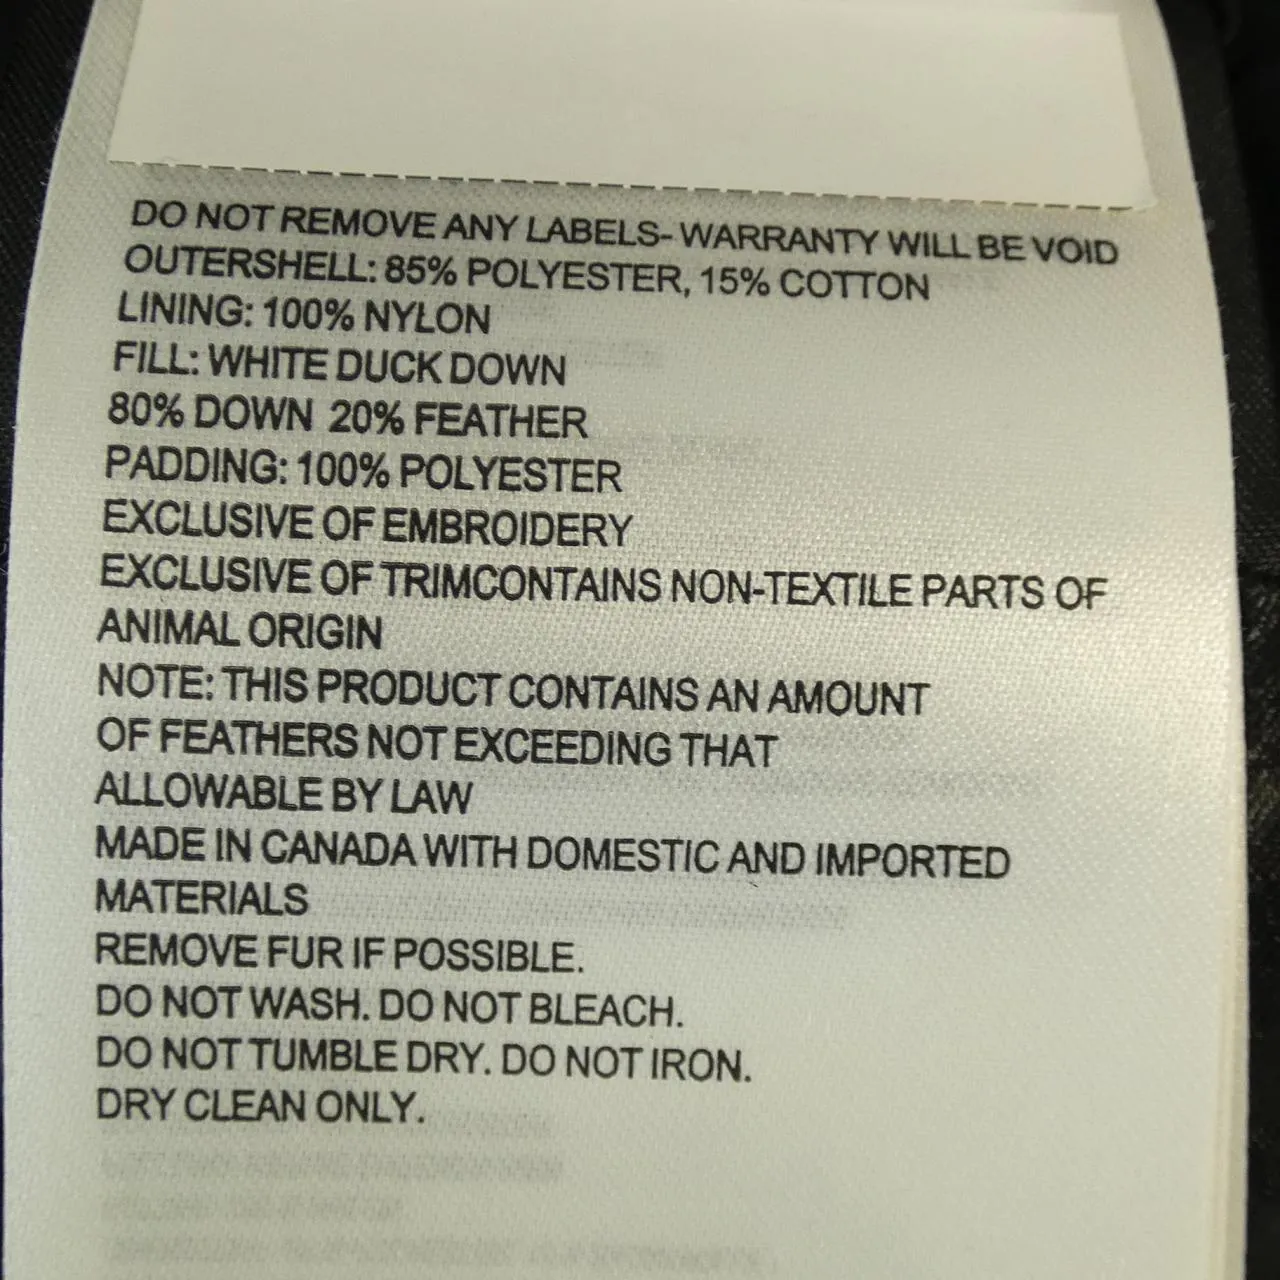 DO NOT REMOVE ANY LABELS- WARRANTY WILL BE VOID
OUTERSHELL: 85% POLYESTER, 15% COTTON
LINING: 100% NYLON
FILL: WHITE DUCK DOWN
80% DOWN 20% FEATHER
PADDING: 100% POLYESTER
EXCLUSIVE OF EMBROIDERY
EXCLUSIVE OF TRIMCONTAINS NON-TEXTILE PARTS OF
ANIMAL ORIGIN
NOTE: THIS PRODUCT CONTAINS AN AMOUNT
OF FEATHERS NOT EXCEEDING THAT
ALLOWABLE BY LAW
MADE IN CANADA WITH DOMESTIC AND IMPORTED
MATERIALS
REMOVE FUR IF POSSIBLE.
DO NOT WASH. DO NOT BLEACH.
DO NOT TUMBLE DRY. DO NOT IRON.
DRY CLEAN ONLY.